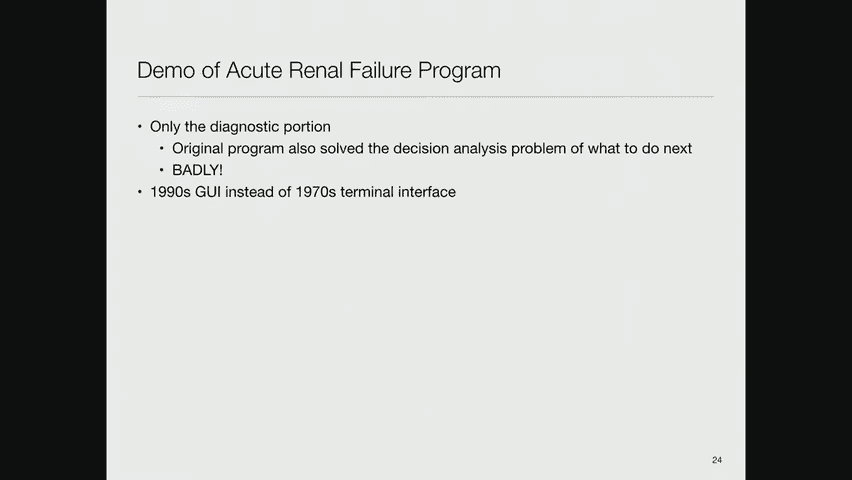 Demo of Acute Renal Failure Program
• Only the diagnostic portion
• Original program also solved the decision analysis problem of what to do next
• BADLY!
• 1990s GUI instead of 1970s terminal interface
24